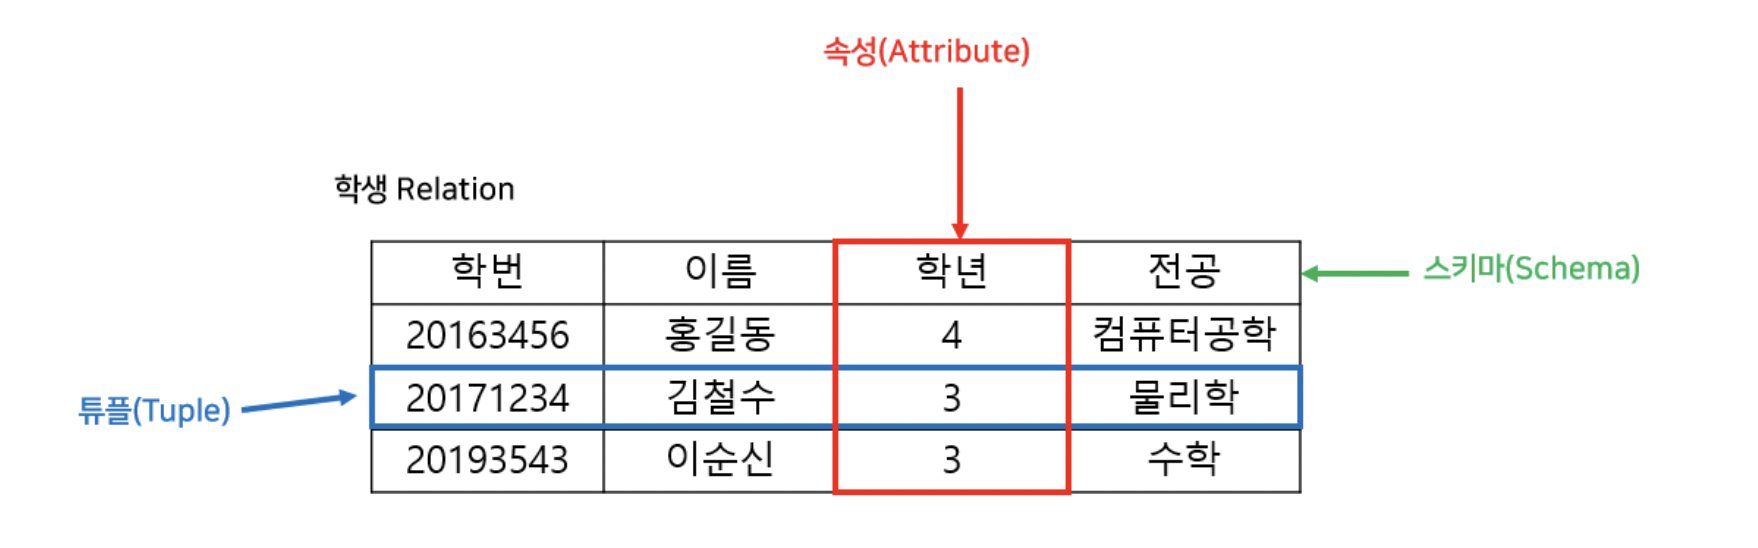 속성(Attribute)
학생 Relation
학번 이름 학년 전공
스키마(Schema)
20163456 홍길동 4 컴퓨터공학
튜플(Tuple)
20171234 김철수 3 물리학
20193543 이순신 3 수학